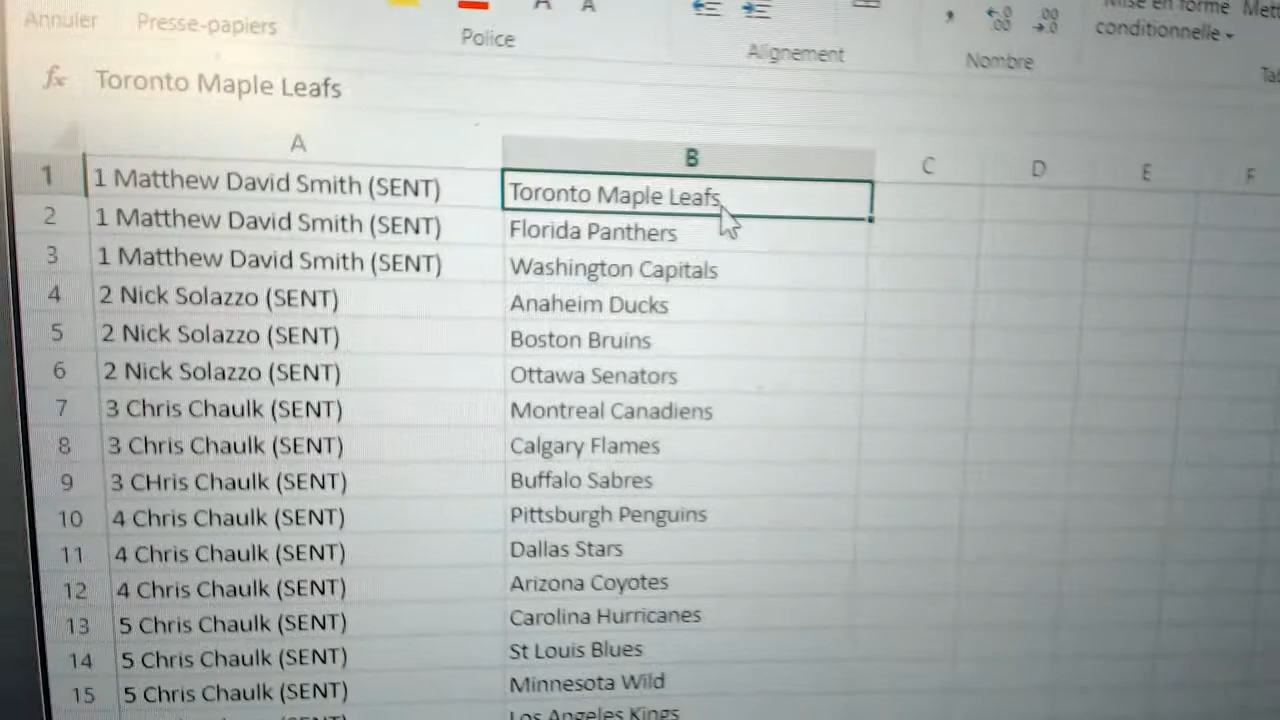 Mise en forme Mett
Annuler Presse-papiers Police Alignement Nombre conditionnelle
fx Toronto Maple Leafs
A B C D E F
1 1 Matthew David Smith (SENT) Toronto Maple Leafs
2 1 Matthew David Smith (SENT) Florida Panthers
3 1 Matthew David Smith (SENT) Washington Capitals
4 2 Nick Solazzo (SENT) Anaheim Ducks
5 2 Nick Solazzo (SENT) Boston Bruins
6 2 Nick Solazzo (SENT) Ottawa Senators
7 3 Chris Chaulk (SENT) Montreal Canadiens
8 3 Chris Chaulk (SENT) Calgary Flames
9 3 CHris Chaulk (SENT) Buffalo Sabres
10 4 Chris Chaulk (SENT) Pittsburgh Penguins
11 4 Chris Chaulk (SENT) Dallas Stars
12 4 Chris Chaulk (SENT) Arizona Coyotes
13 5 Chris Chaulk (SENT) Carolina Hurricanes
14 5 Chris Chaulk (SENT) St Louis Blues
15 5 Chris Chaulk (SENT) Minnesota Wild
Los Angeles Kings